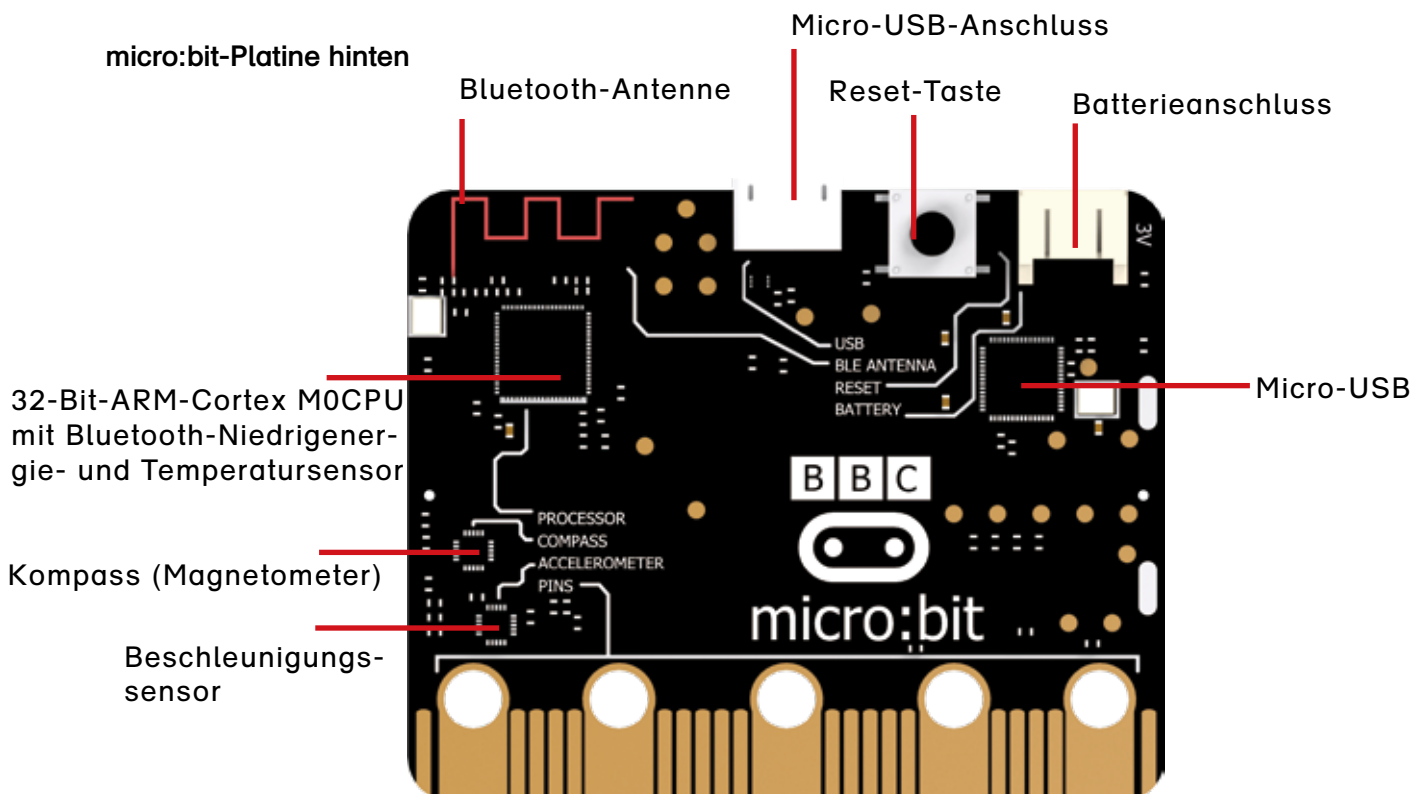 Micro-USB-Anschluss
micro:bit-Platine hinten
Bluetooth-Antenne
Reset-Taste
Batterieanschluss
3V
USB
BLE ANTENNA
RESET
BATTERY
32-Bit-ARM-Cortex M0CPU
mit Bluetooth-Niedrigener-
gie- und Temperatursensor
Micro-USB
BBC
PROCESSOR
COMPASS
ACCELEROMETER
PINS
Kompass (Magnetometer)
micro:bit
Beschleunigungs-
sensor